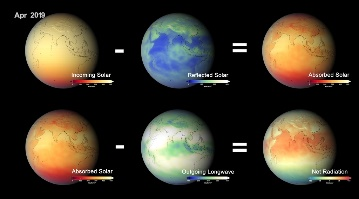 Apr 2019
Incoming Solar
Reflected Solar
Absorbed Solar
Absorbed Solar
Outgoing Longwave
Net Radiation